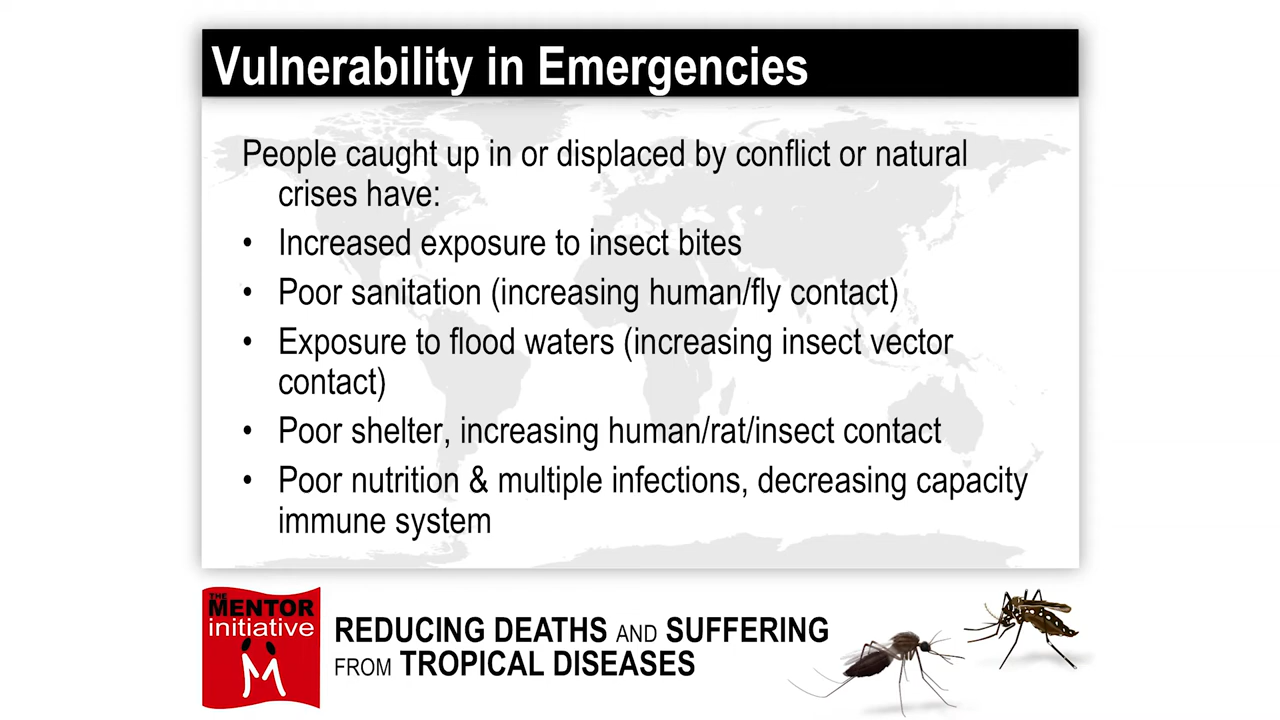 Vulnerability in Emergencies
People caught up in or displaced by conflict or natural
crises have:
• Increased exposure to insect bites
• Poor sanitation (increasing human/fly contact)
• Exposure to flood waters (increasing insect vector
contact)
• Poor shelter, increasing human/rat/insect contact
• Poor nutrition & multiple infections, decreasing capacity
immune system
THE
MENTOR
initiative
REDUCING DEATHS AND SUFFERING
FROM TROPICAL DISEASES